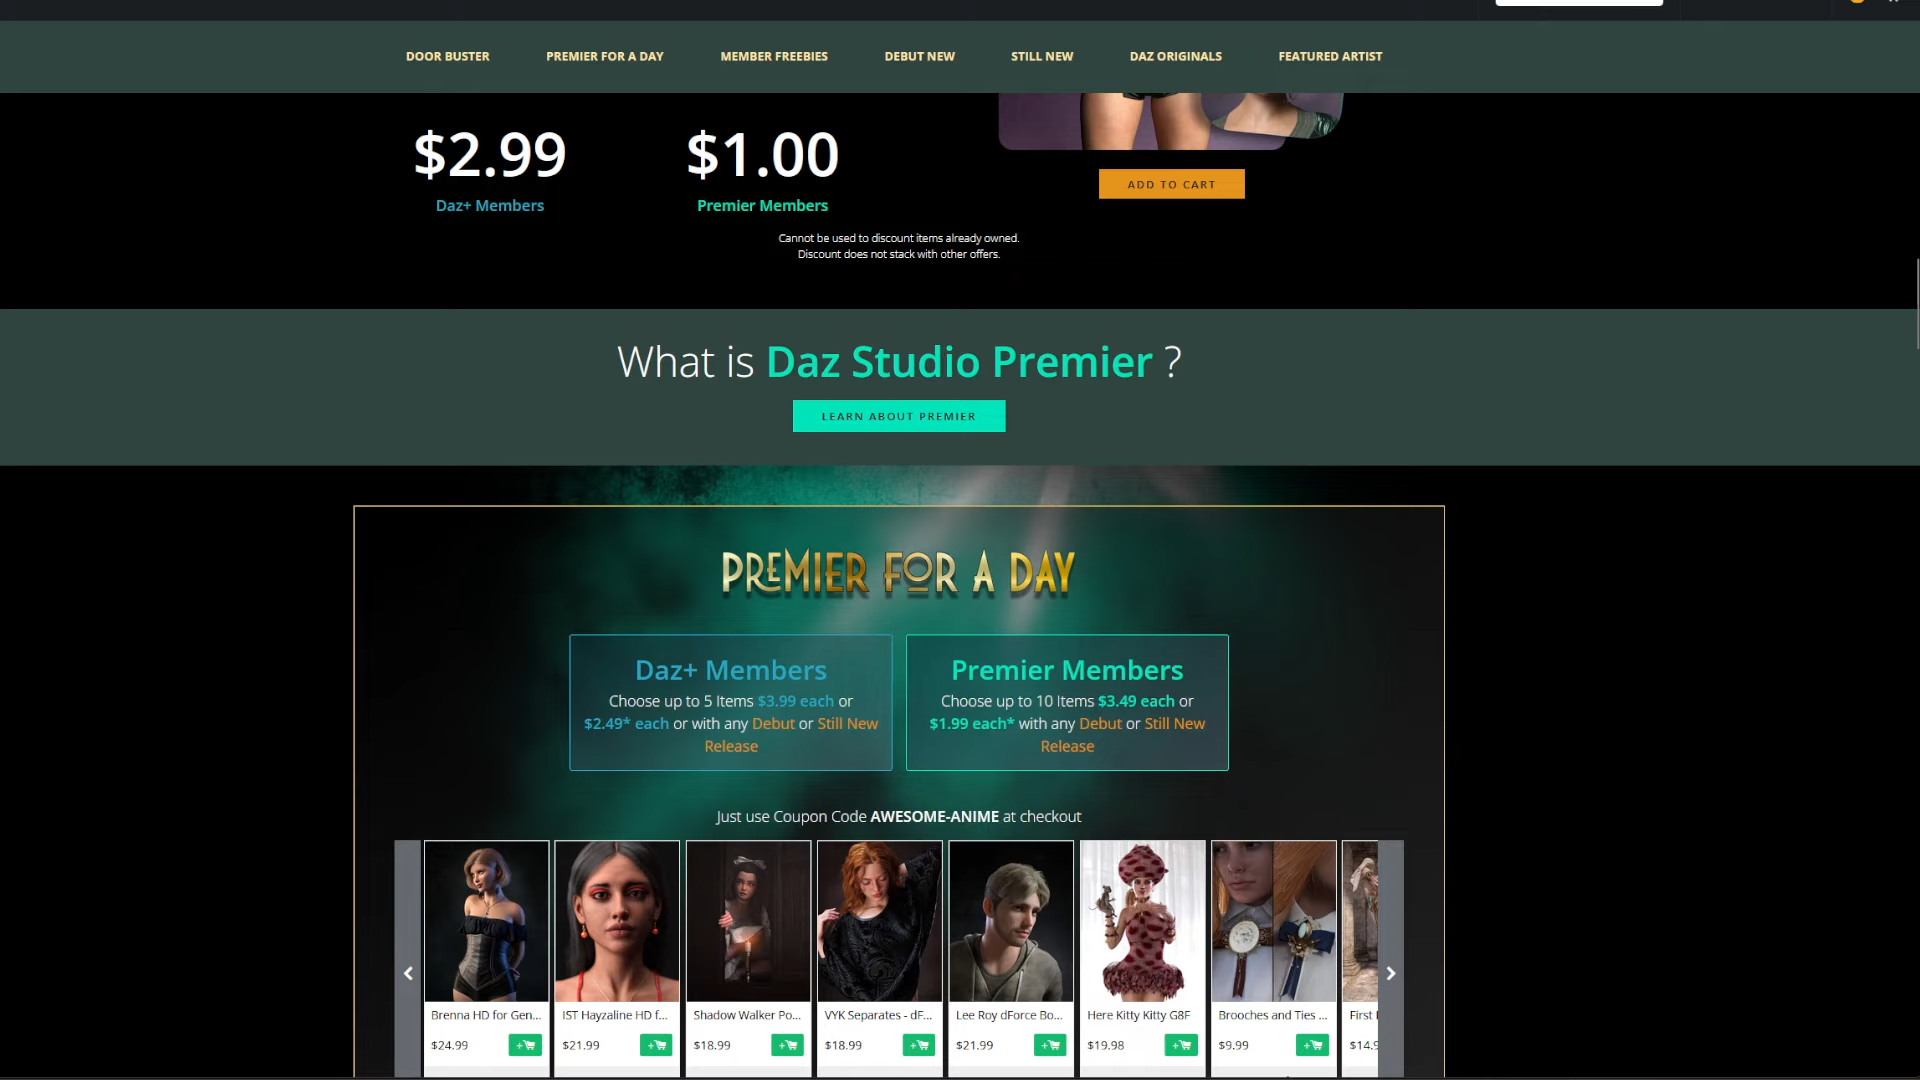 DOOR BUSTER PREMIER FOR A DAY MEMBER FREEBIES DEBUT NEW STILL NEW DAZ ORIGINALS FEATURED ARTIST
$2.99 $1.00
Daz+ Members Premier Members
ADD TO CART
Cannot be used to discount items already owned.
Discount does not stack with other offers.
What is Daz Studio Premier ?
LEARN ABOUT PREMIER
PREMIER FOR A DAY
Daz+ Members
Choose up to 5 Items $3.99 each or
$2.49* each or with any Debut or Still New
Release
Premier Members
Choose up to 10 Items $3.49 each or
$1.99 each* with any Debut or Still New
Release
Just use Coupon Code AWESOME-ANIME at checkout
Brenna HD for Gen...
$24.99
IST Hayzaline HD f...
$21.99
Shadow Walker Po...
$18.99
VYK Separates - dF...
$18.99
Lee Roy dForce Bo...
$21.99
Here Kitty Kitty G8F
$19.98
Brooches and Ties ...
$9.99
First
$14.9